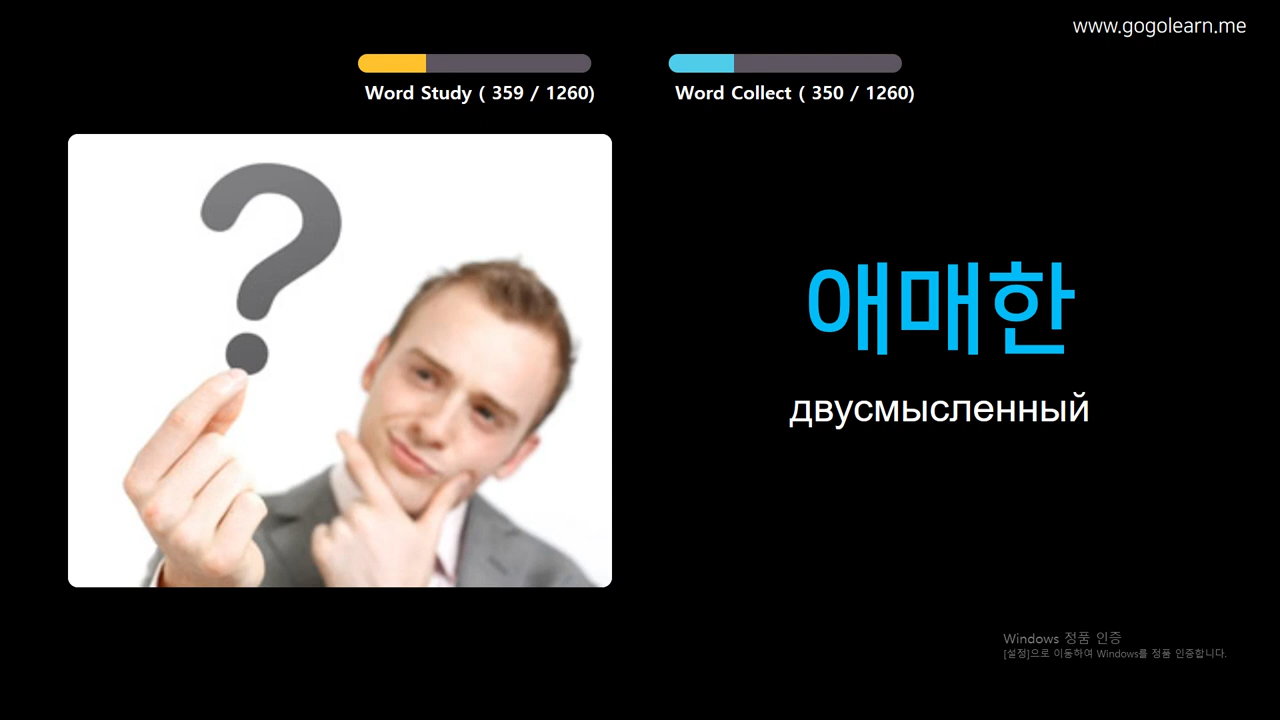 www.gogolearn.me
Word Study ( 359 / 1260)
Word Collect ( 350 / 1260)
애매한
двусмысленный
Windows 정품 인증
[설정]으로 이동하여 Windows를 정품 인증합니다.